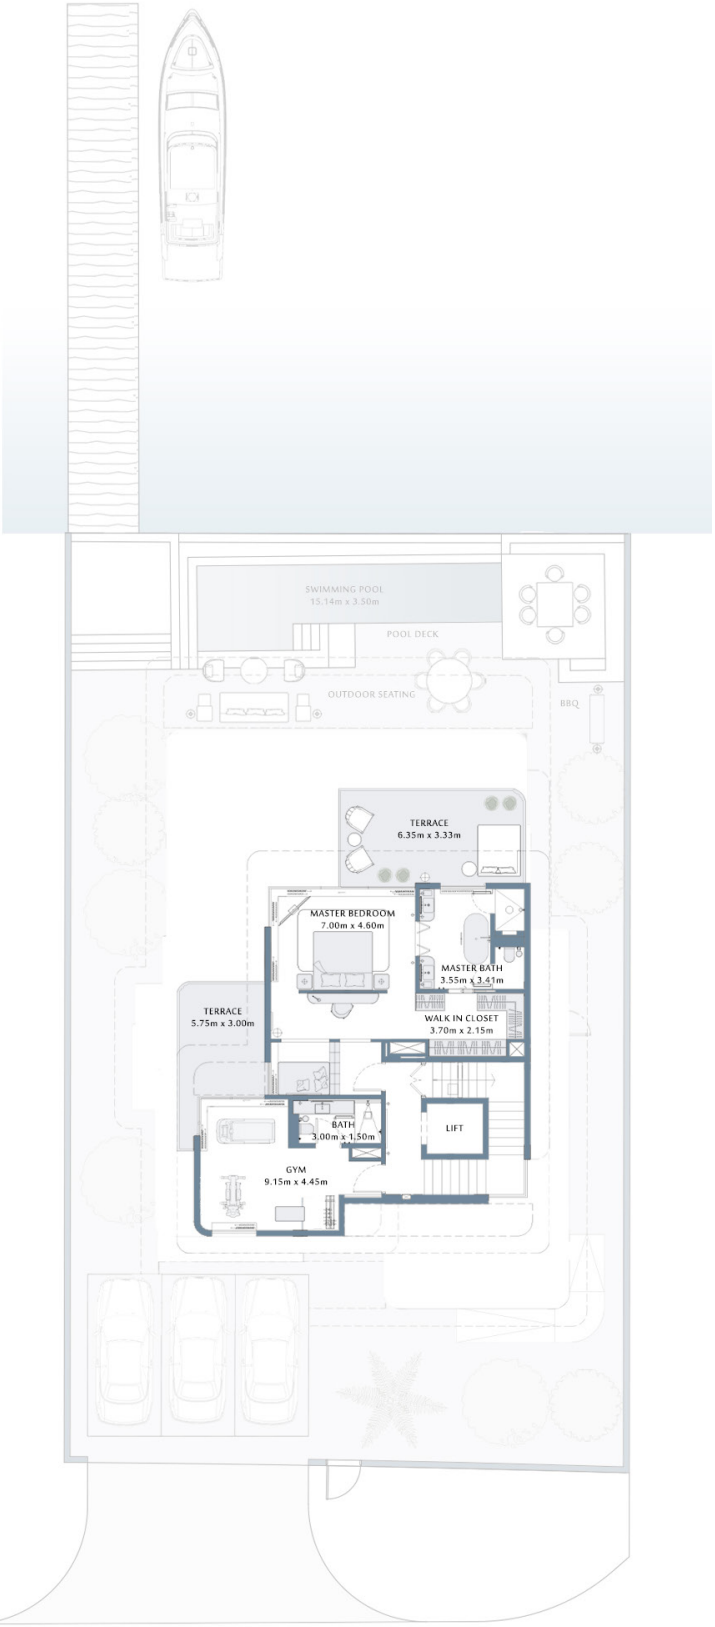 SWIMMING POOL
15.14m x 3.50m
POOL DECK
OUTDOOR SEATING
BBQ
TERRACE
6.35m x 3.33m
MASTER BEDROOM
7.00m x 4.60m
MASTER BATH
3.55m x 3.41m
TERRACE
5.75m x 3.00m
WALK IN CLOSET
3.70m x 2.15m
BATH
3.00m x 1.50m
LIFT
GYM
9.15m x 4.45m